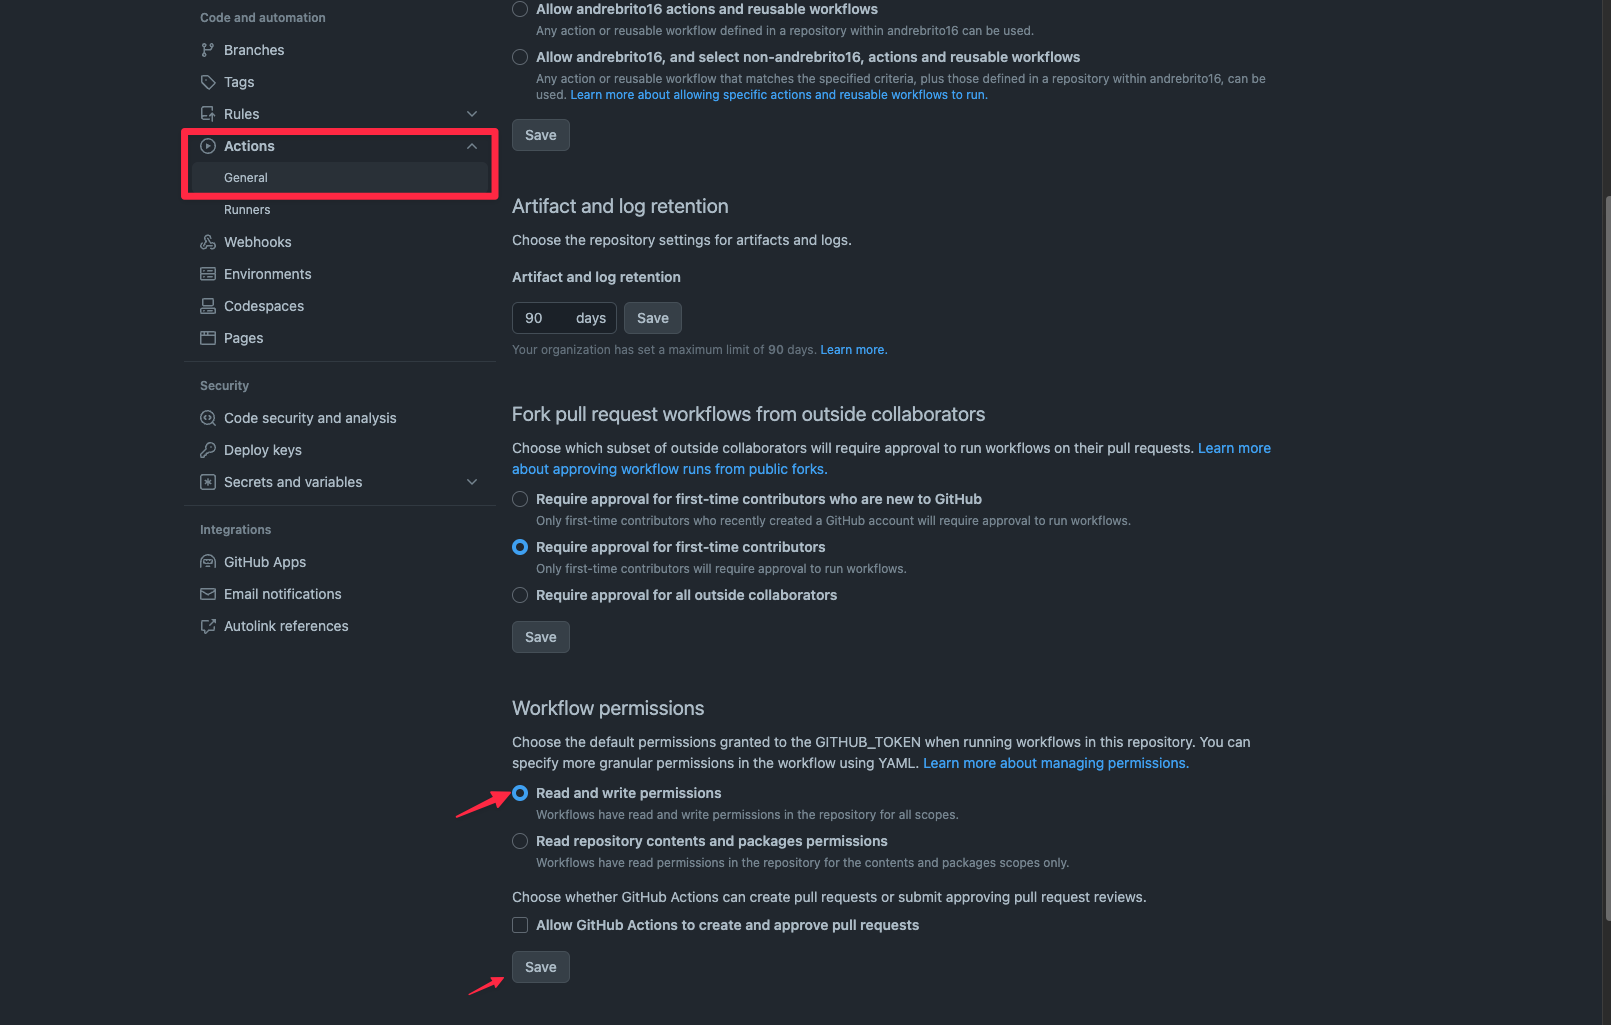 Code and automation
Branches
Tags
Rules
Actions
General
Runners
Webhooks
Environments
Codespaces
Pages
Security
Code security and analysis
Deploy keys
Secrets and variables
Integrations
GitHub Apps
Email notifications
Autolink references
Allow andrebrito16 actions and reusable workflows
Any action or reusable workflow defined in a repository within andrebrito16 can be used.
Allow andrebrito16, and select non-andrebrito16, actions and reusable workflows
Any action or reusable workflow that matches the specified criteria, plus those defined in a repository within andrebrito16, can be
used. Learn more about allowing specific actions and reusable workflows to run.
Save
Artifact and log retention
Choose the repository settings for artifacts and logs.
Artifact and log retention
90 days Save
Your organization has set a maximum limit of 90 days. Learn more.
Fork pull request workflows from outside collaborators
Choose which subset of outside collaborators will require approval to run workflows on their pull requests. Learn more
about approving workflow runs from public forks.
Require approval for first-time contributors who are new to GitHub
Only first-time contributors who recently created a GitHub account will require approval to run workflows.
Require approval for first-time contributors
Only first-time contributors will require approval to run workflows.
Require approval for all outside collaborators
Save
Workflow permissions
Choose the default permissions granted to the GITHUB_TOKEN when running workflows in this repository. You can
specify more granular permissions in the workflow using YAML. Learn more about managing permissions.
Read and write permissions
Workflows have read and write permissions in the repository for all scopes.
Read repository contents and packages permissions
Workflows have read permissions in the repository for the contents and packages scopes only.
Choose whether GitHub Actions can create pull requests or submit approving pull request reviews.
Allow GitHub Actions to create and approve pull requests
Save